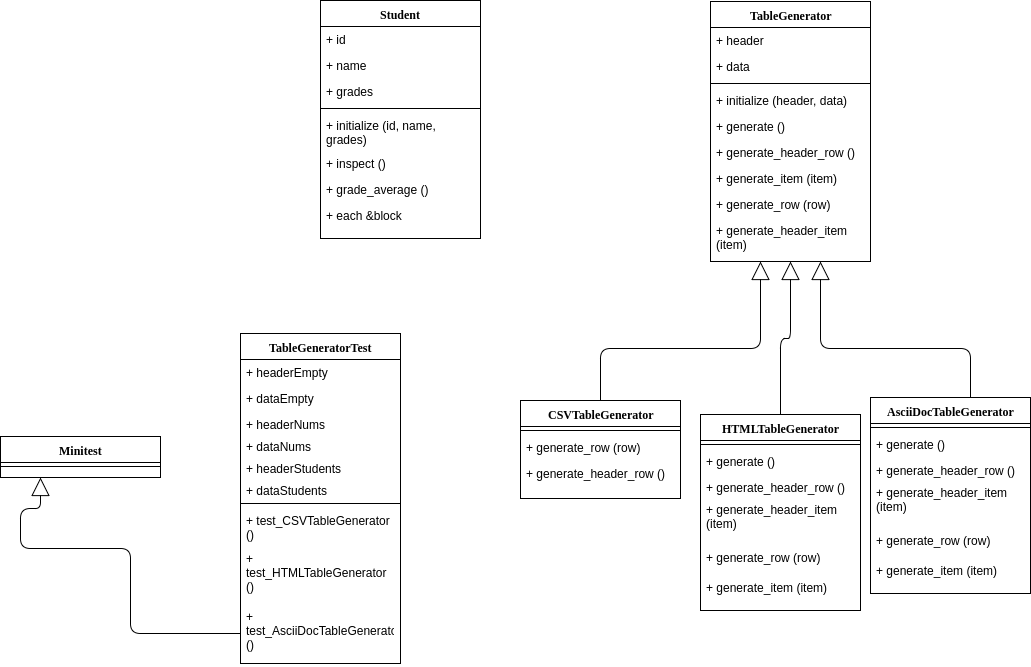 Student
+ id
+ name
+ grades
+ initialize (id, name,
grades)
+ inspect ()
+ grade_average ()
+ each &block
TableGenerator
+ header
+ data
+ initialize (header, data)
+ generate ()
+ generate_header_row ()
+ generate_item (item)
+ generate_row (row)
+ generate_header_item
(item)
Minitest
TableGeneratorTest
+ headerEmpty
+ dataEmpty
+ headerNums
+ dataNums
+ headerStudents
+ dataStudents
+ test_CSVTableGenerator
()
+
test_HTMLTableGenerator
()
+
test_AsciiDocTableGenerato
()
CSVTableGenerator
+ generate_row (row)
+ generate_header_row ()
HTMLTableGenerator
+ generate ()
+ generate_header_row ()
+ generate_header_item
(item)
+ generate_row (row)
+ generate_item (item)
AsciiDocTableGenerator
+ generate ()
+ generate_header_row ()
+ generate_header_item
(item)
+ generate_row (row)
+ generate_item (item)